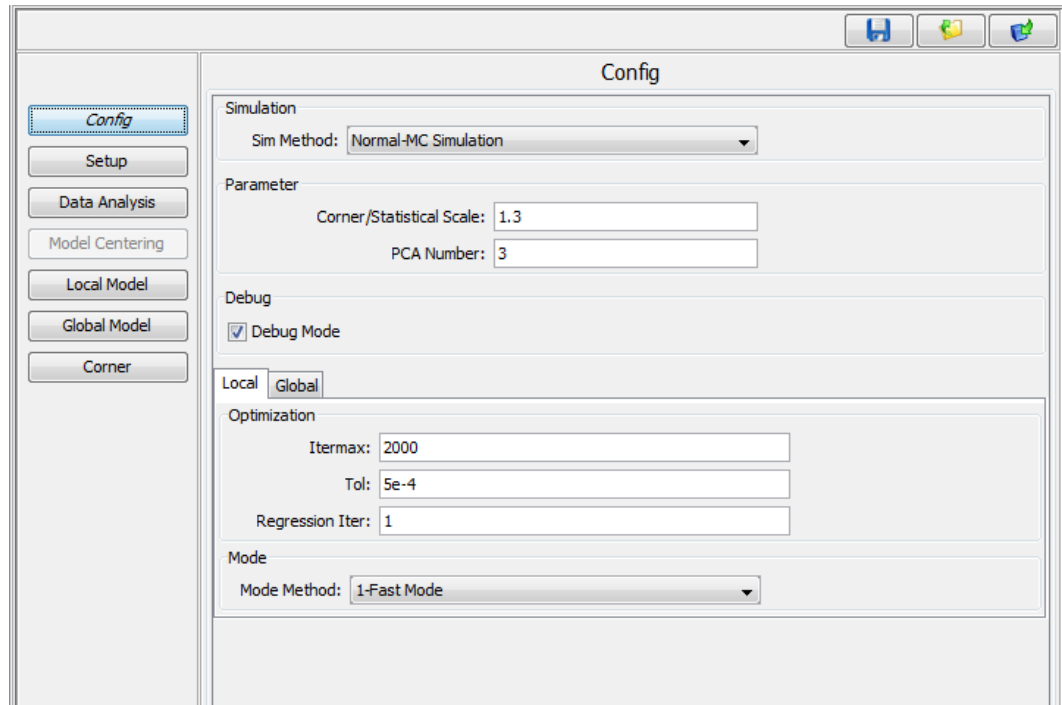 Config
Config
Setup
Data Analysis
Model Centering
Local Model
Global Model
Corner
Simulation
Sim Method: Normal-MC Simulation
Parameter
Corner/Statistical Scale: 1.3
PCA Number: 3
Debug
Debug Mode
Local Global
Optimization
Itermax: 2000
Tol: 5e-4
Regression Iter: 1
Mode
Mode Method: 1-Fast Mode